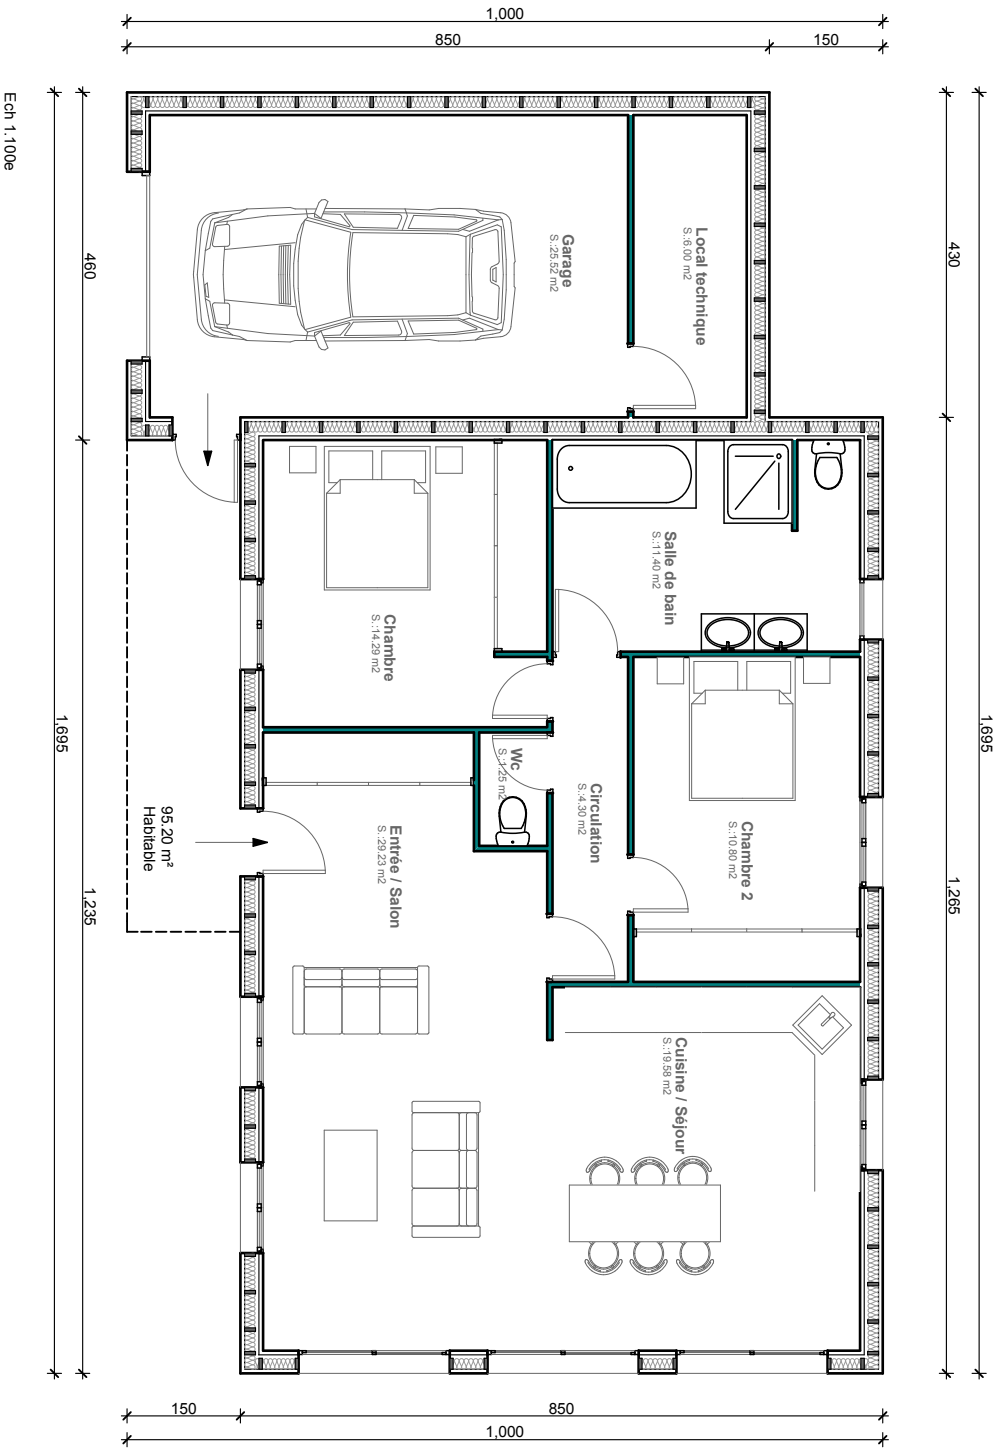 1,000
850
150
Ech 1.100e
460
430
Garage
S.:25.52 m2
Local technique
S.:6.00 m2
Salle de bain
S.:11.40 m2
Chambre
S.:14.29 m2
1,695
1,235
1,695
1,265
Wc
S.:1.25 m2
Circulation
S.:4.30 m2
Chambre 2
S.:10.80 m2
95.20 m²
Habitable
Entrée / Salon
S.:29.23 m2
Cuisine / Séjour
S.:19.58 m2
150
850
1,000